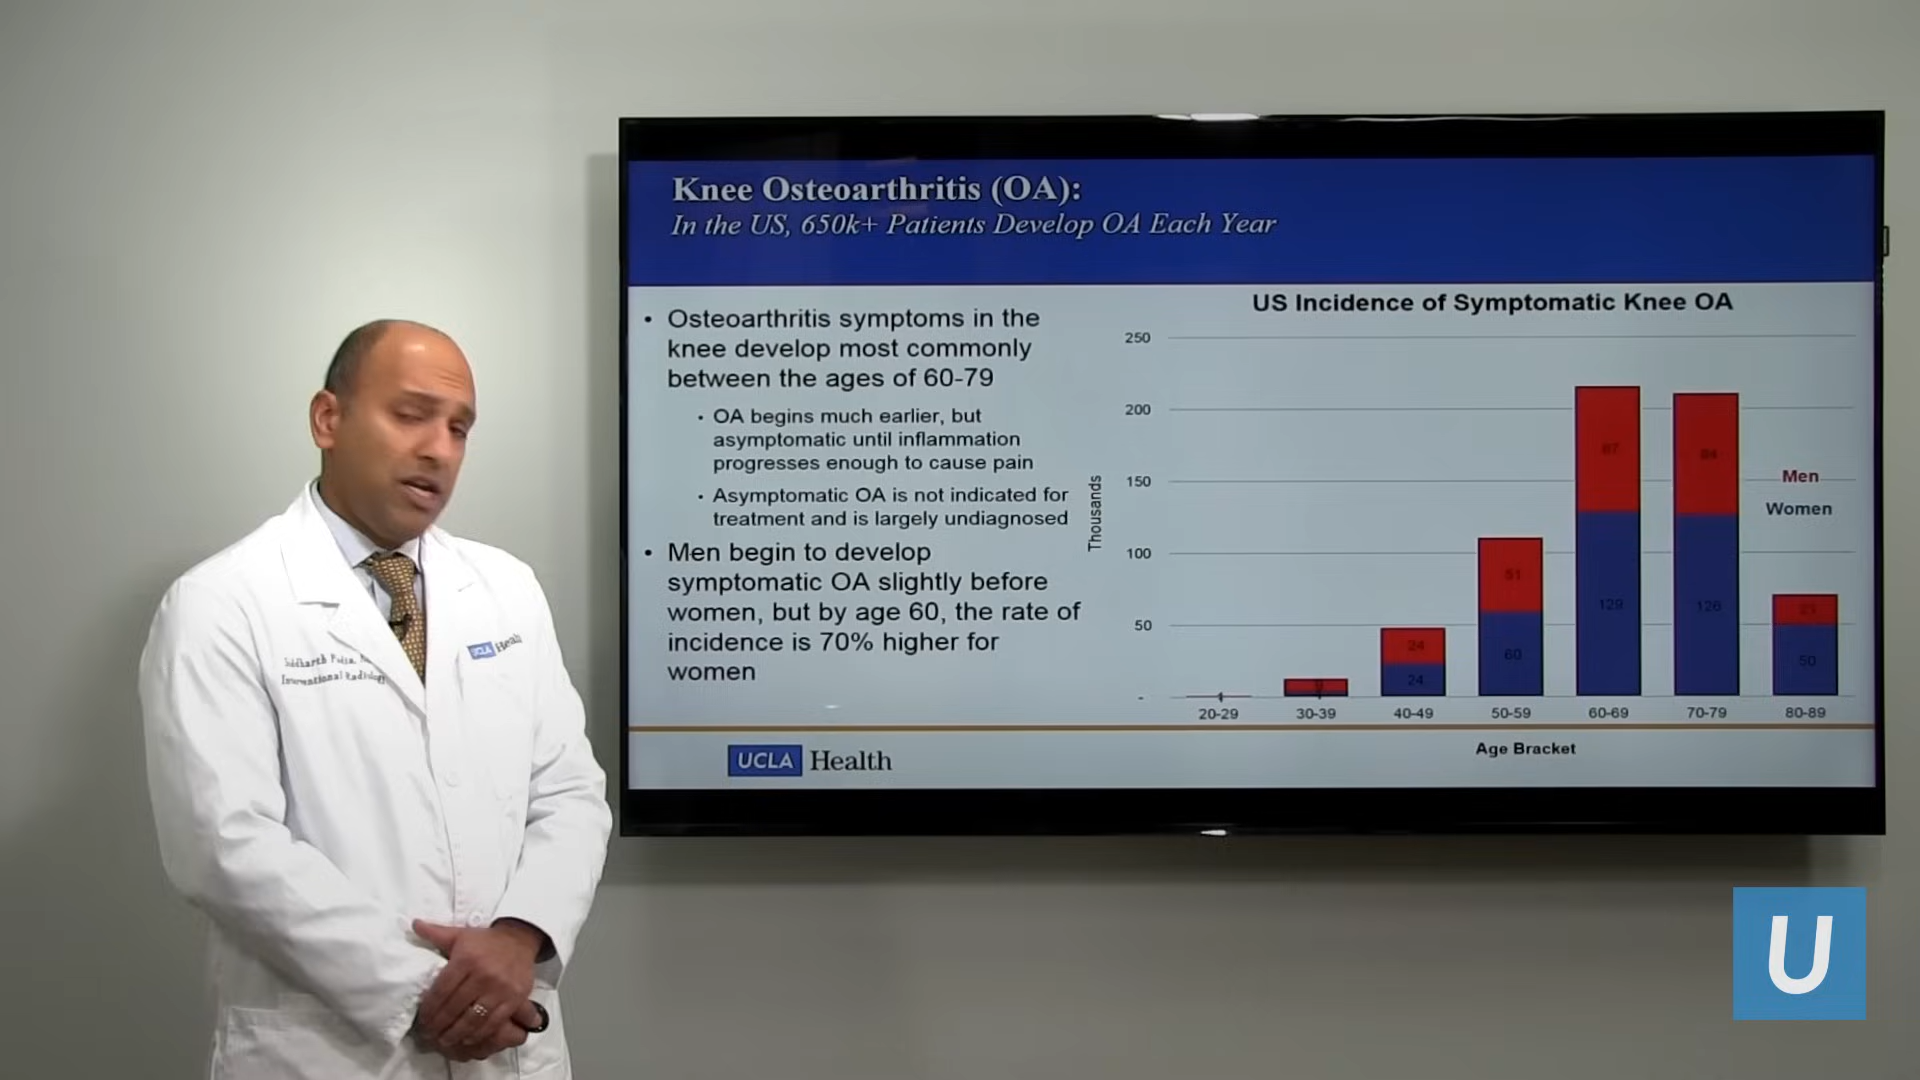 Knee Osteoarthritis (OA):
In the US, 650k+ Patients Develop OA Each Year
• Osteoarthritis symptoms in the
knee develop most commonly
between the ages of 60-79
• OA begins much earlier, but
asymptomatic until inflammation
progresses enough to cause pain
• Asymptomatic OA is not indicated for
treatment and is largely undiagnosed
• Men begin to develop
symptomatic OA slightly before
women, but by age 60, the rate of
incidence is 70% higher for
women
US Incidence of Symptomatic Knee OA
Thousands
250
200
150
100
50
-
24
24
51
60
87
129
84
126
50
Men
Women
20-29
30-39
40-49
50-59
60-69
70-79
80-89
Age Bracket
UCLA Health
UCLA Health
Interventional Radiology
U